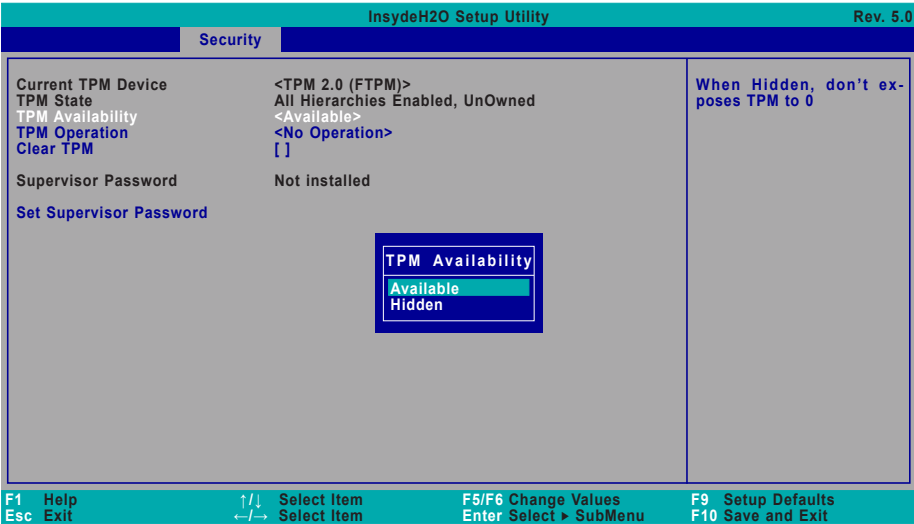 InsydeH2O Setup Utility Rev. 5.0
Security
Current TPM Device <TPM 2.0 (FTPM)>
TPM State All Hierarchies Enabled, UnOwned
TPM Availability <Available>
TPM Operation <No Operation>
Clear TPM [ ]
Supervisor Password Not installed
Set Supervisor Password
When Hidden, don't ex-
poses TPM to 0
TPM Availability
Available
Hidden
F1 Help ↑/↓ Select Item F5/F6 Change Values F9 Setup Defaults
Esc Exit ←/→ Select Item Enter Select ► SubMenu F10 Save and Exit